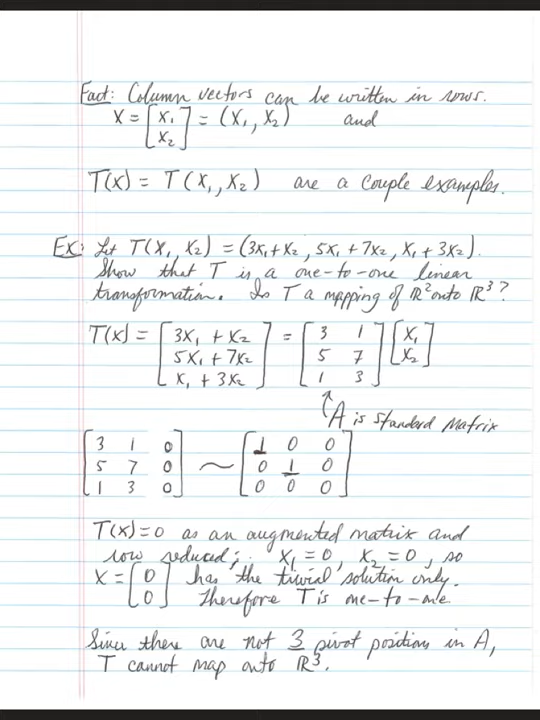 Fact: Column vectors can be written in rows.
X = [x₁ x₂] = (x₁, x₂) and
T(x) = T(x₁, x₂) are a couple examples.
Ex: Let T(x₁ x₂) = (3x₁+x₂, 5x₁+7x₂, x₁+3x₂).
Show that T is a one-to-one linear
transformation. Is T a mapping of ℝ² onto ℝ³?
T(x) = [3x₁ + x₂ = [3 1 [x₁
5x₁ + 7x₂ 5 7 x₂]
x₁ + 3x₂] 1 3]
↑ A is standard matrix
[3 1 0 ~ [1 0 0
5 7 0 0 1 0
1 3 0] 0 0 0]
T(x)=0 as an augmented matrix and
row reduced; x₁ = 0, x₂ = 0, so
x = [0 has the trivial solution only.
0] Therefore T is one-to-one.
Since there are not 3 pivot positions in A,
T cannot map onto ℝ³.